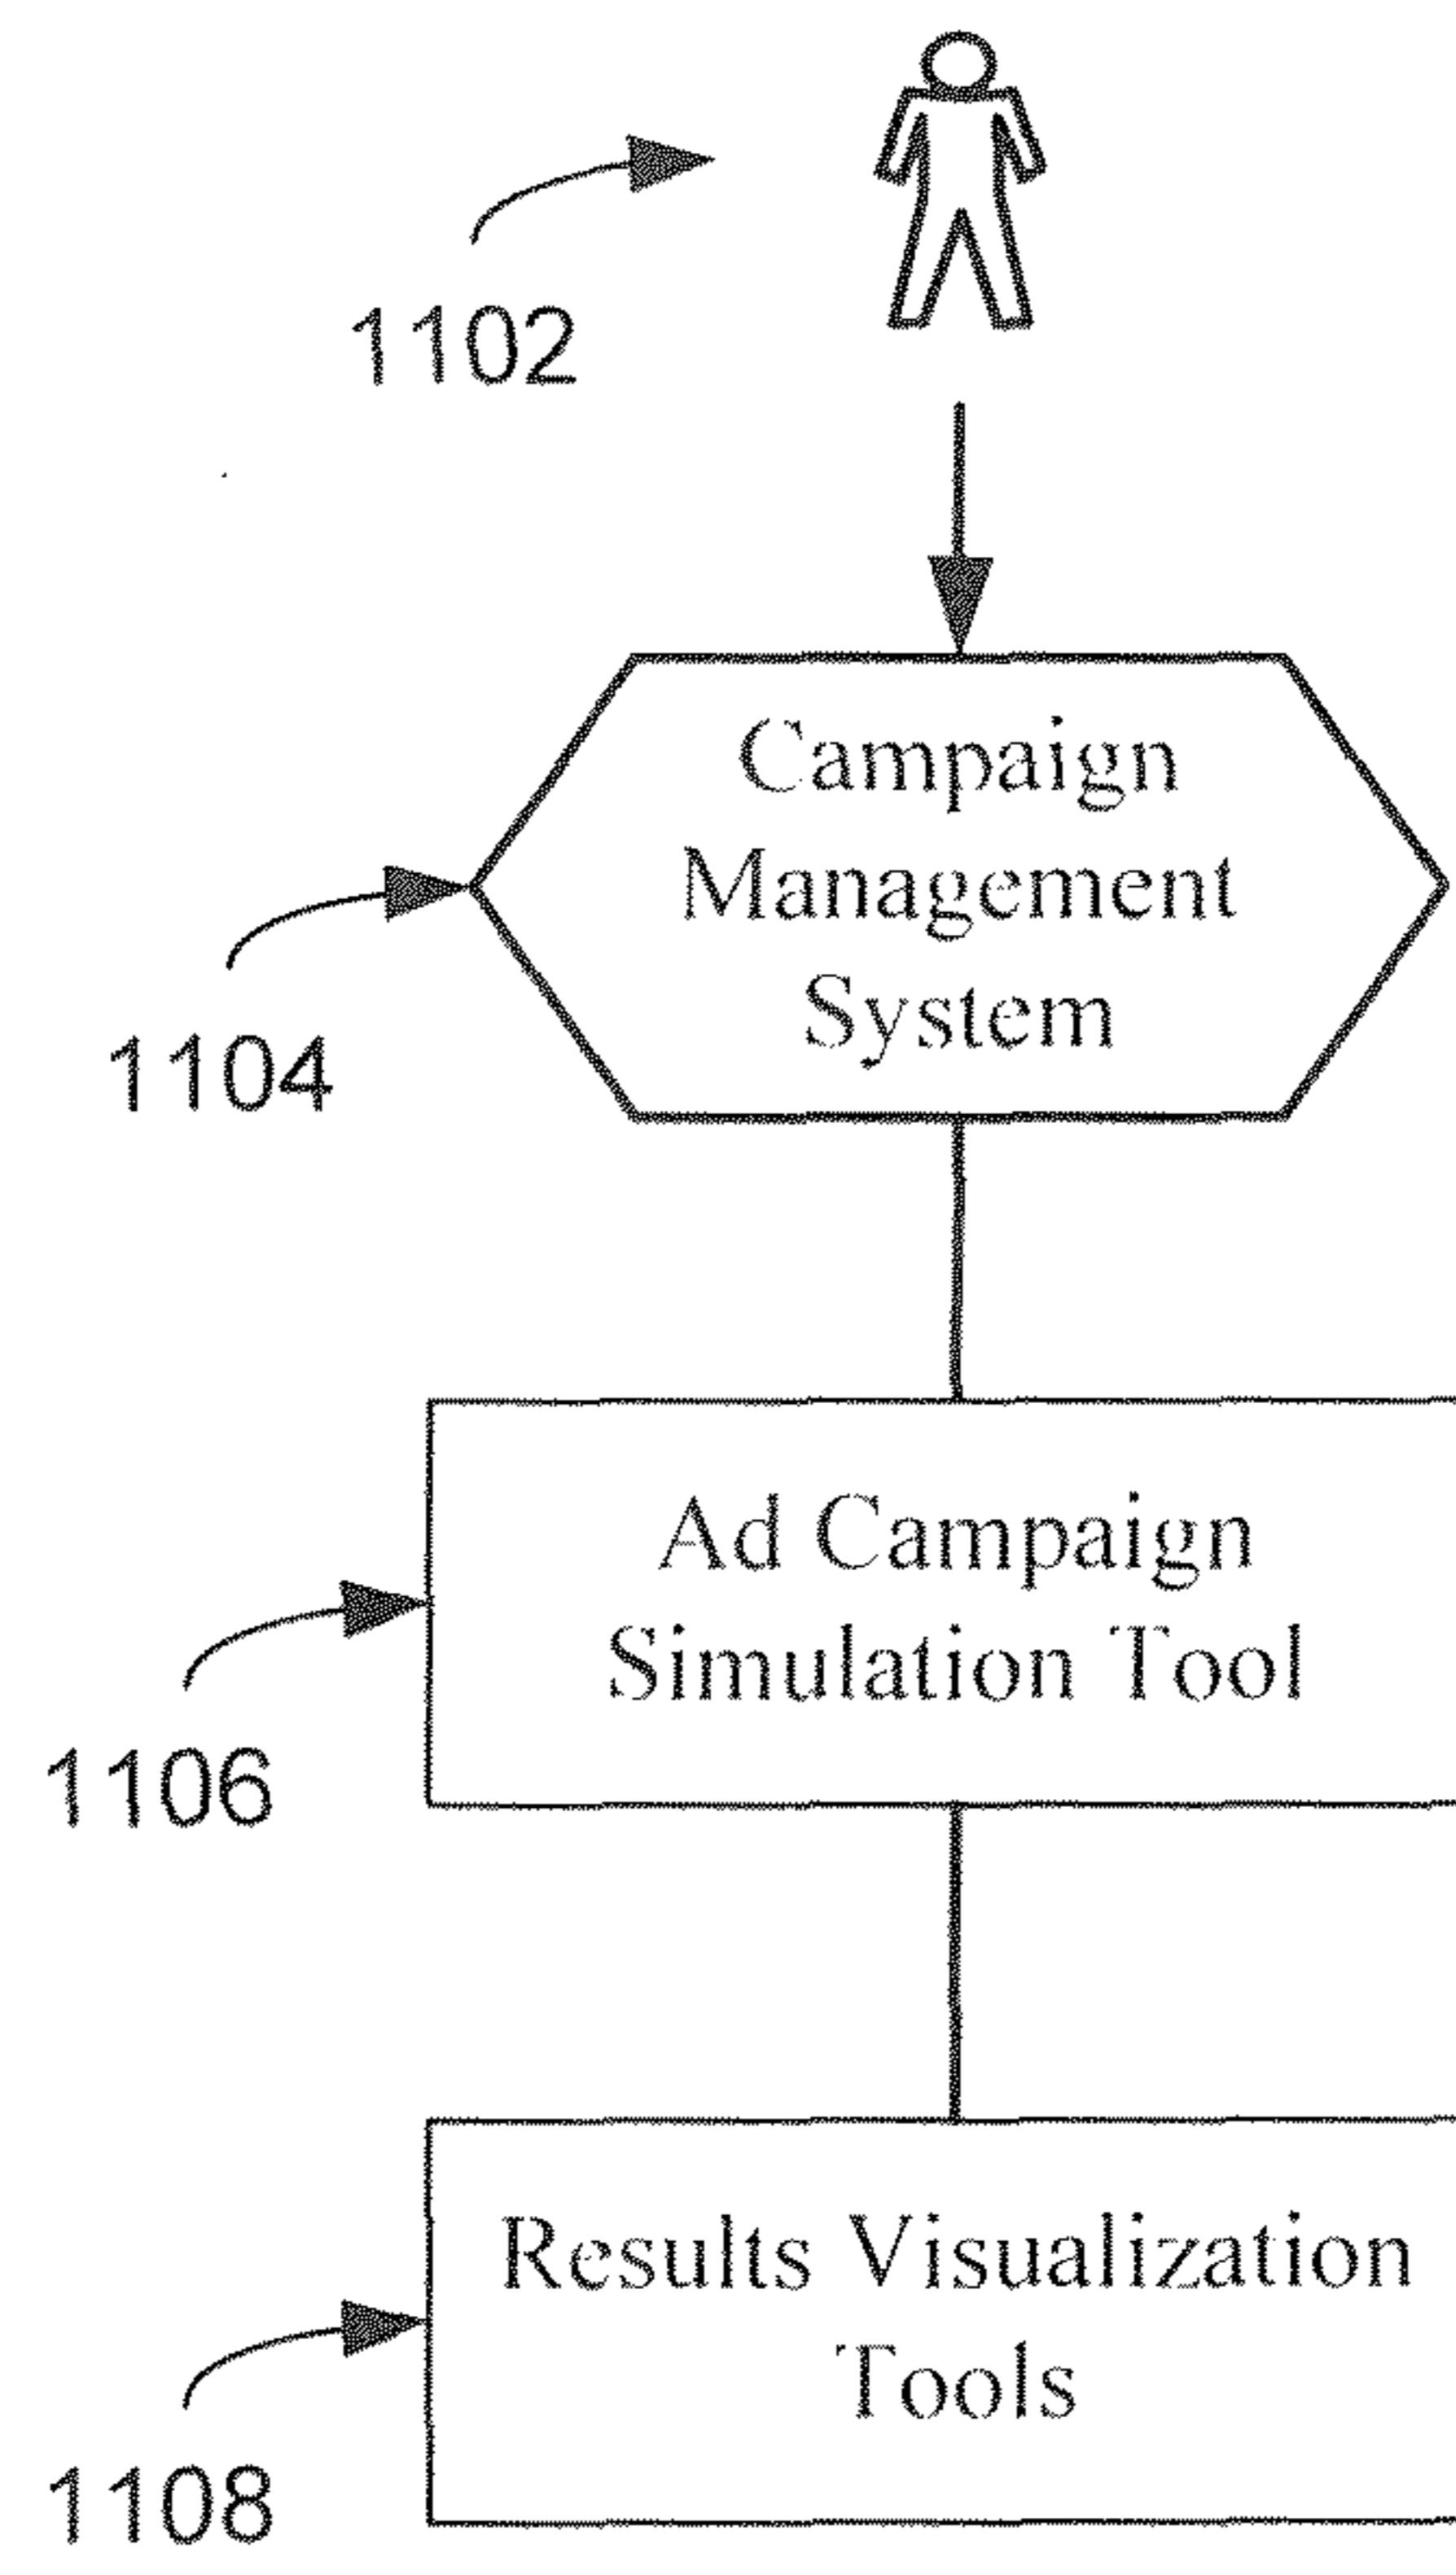 1102
Campaign
Management
System
1104
Ad Campaign
Simulation Tool
1106
Results Visualization
Tools
1108